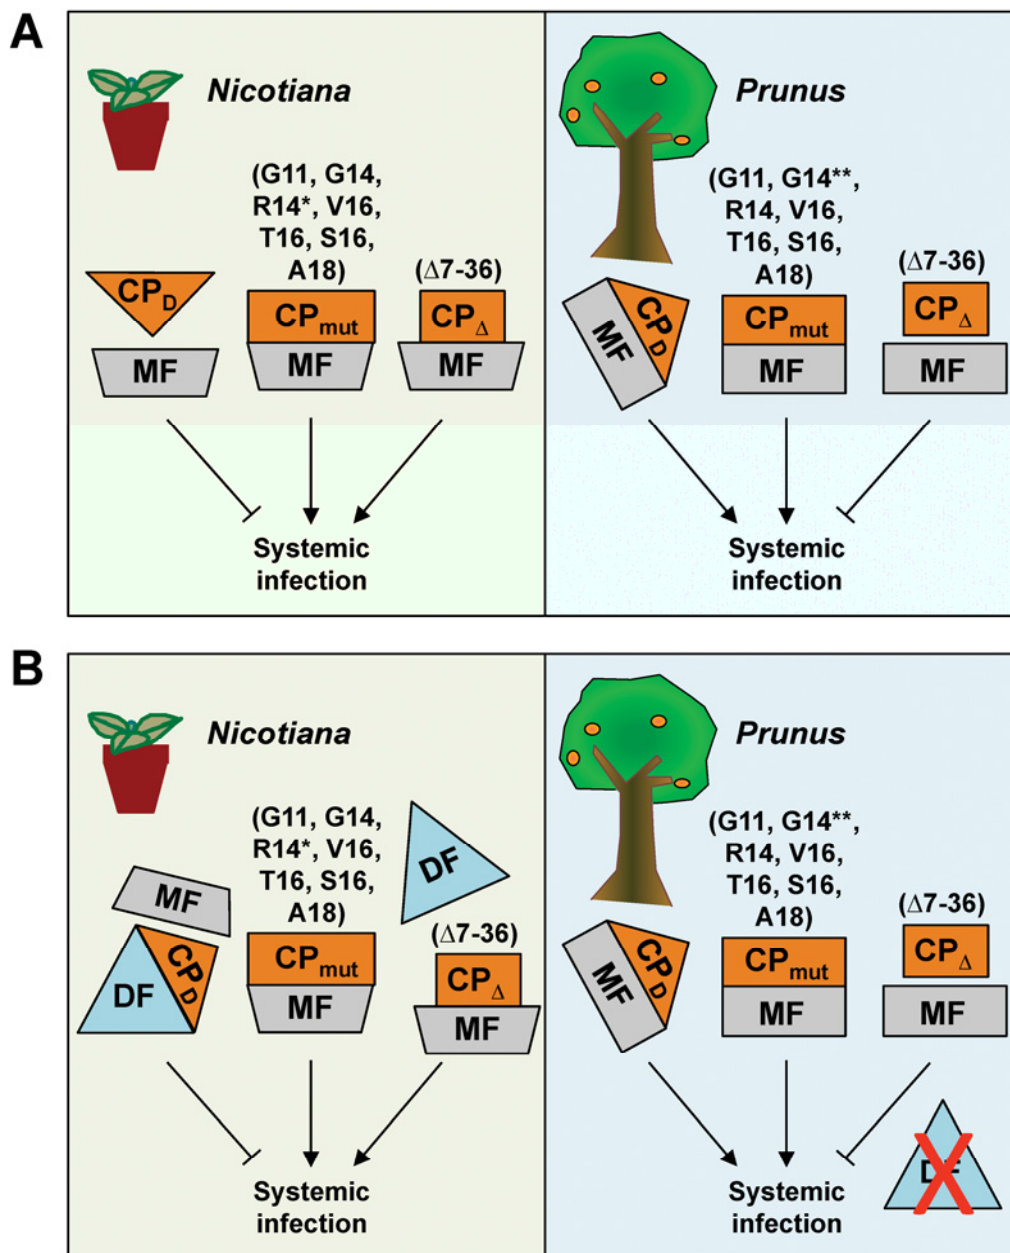 A
Nicotiana
(G11, G14,
R14*, V16,
T16, S16,
A18)
(Δ7-36)
CPD
CPmut
CPΔ
MF
MF
MF
Systemic
infection
Prunus
(G11, G14**,
R14, V16,
T16, S16,
A18)
(Δ7-36)
MF
CPD
CPmut
CPΔ
MF
MF
Systemic
infection
B
Nicotiana
(G11, G14,
R14*, V16,
T16, S16,
A18)
DF
MF
(Δ7-36)
DF
CPD
CPmut
CPΔ
MF
MF
Systemic
infection
Prunus
(G11, G14**,
R14, V16,
T16, S16,
A18)
(Δ7-36)
MF
CPD
CPmut
CPΔ
MF
MF
DF
Systemic
infection